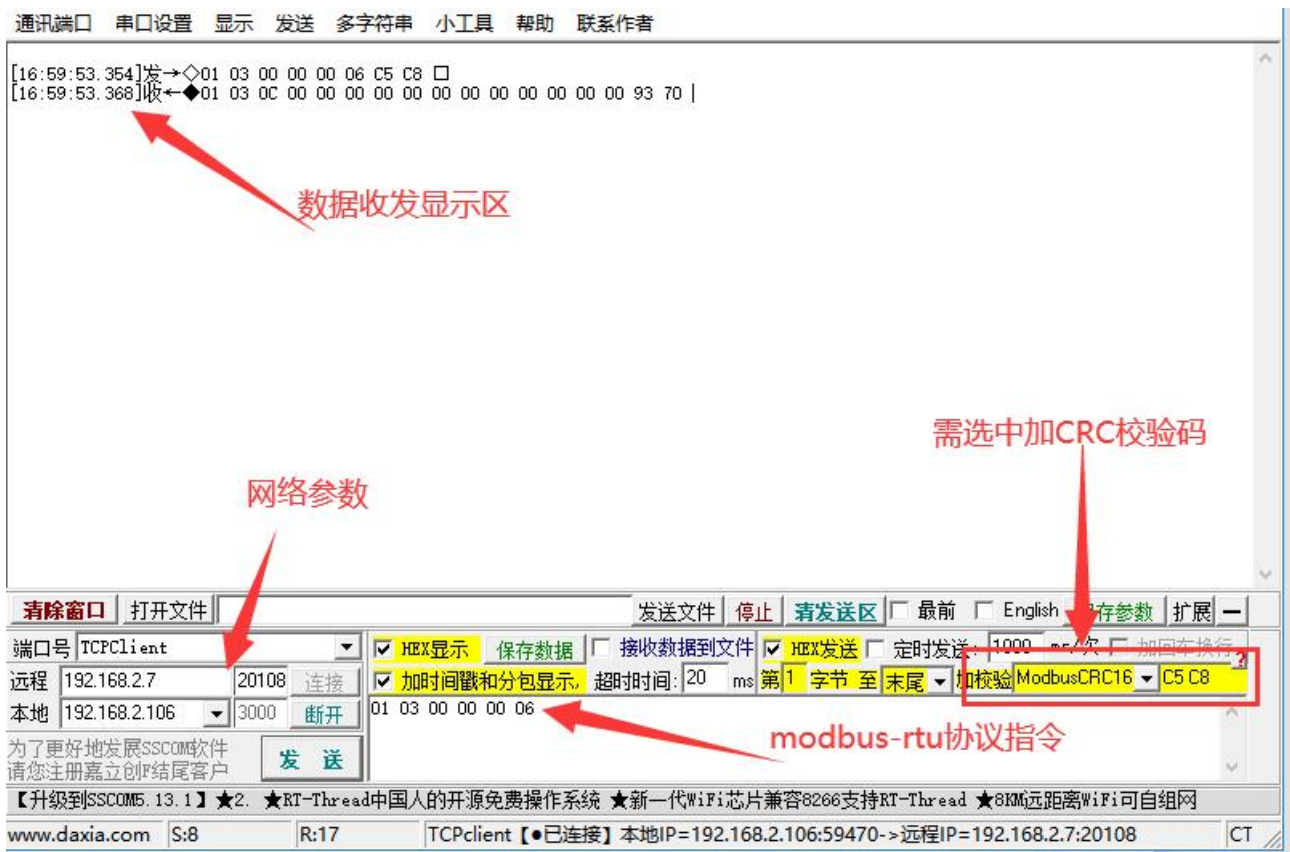 通讯端口 串口设置 显示 发送 多字符串 小工具 帮助 联系作者
[16:59:53.354]发→◇01 03 00 00 00 06 C5 C8 □
[16:59:53.368]收←◆01 03 0C 00 00 00 00 00 00 00 00 00 00 00 00 93 70
数据收发显示区
需选中加CRC校验码
网络参数
清除窗口 打开文件 发送文件 停止 清发送区 最前 English 存参数 扩展 —
端口号 TCPClient HEX显示 保存数据 接收数据到文件 HEX发送 定时发送: 1000 ms/次 加回车换行
远程 192.168.2.7 20108 连接 加时间戳和分包显示, 超时时间: 20 ms 第 1 字节 至 末尾 加校验 ModbusCRC16 C5 C8 ?
本地 192.168.2.106 3000 断开 01 03 00 00 00 06
modbus-rtu协议指令
为了更好地发展SSCOM软件
请您注册嘉立创F结尾客户
发 送
【升级到SSCOM5.13.1】★2. ★RT-Thread中国人的开源免费操作系统 ★新一代WiFi芯片兼容8266支持RT-Thread ★8KM远距离WiFi可自组网
www.daxia.com S:8 R:17 TCPclient【●已连接】本地IP=192.168.2.106:59470->远程IP=192.168.2.7:20108 CT